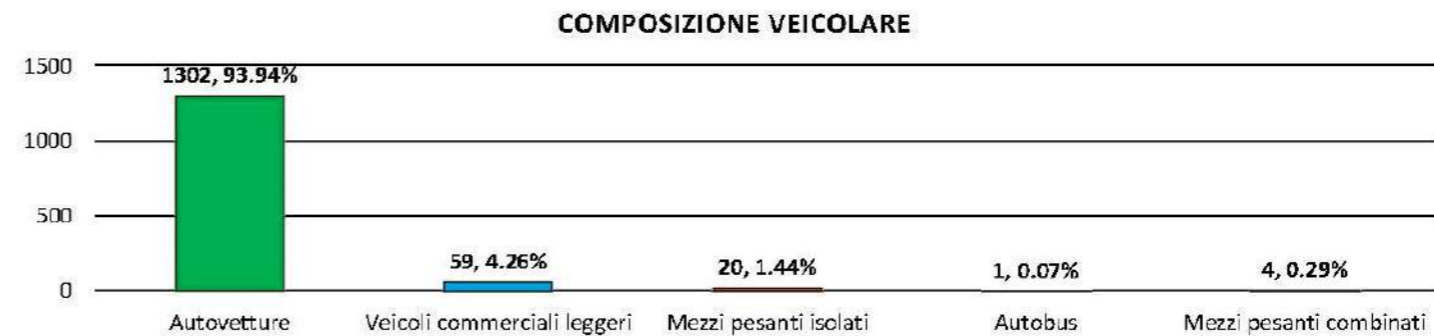 COMPOSIZIONE VEICOLARE
1500
1302, 93.94%
1000
500
59, 4.26%
20, 1.44%
1, 0.07%
4, 0.29%
0
Autovetture
Veicoli commerciali leggeri
Mezzi pesanti isolati
Autobus
Mezzi pesanti combinati